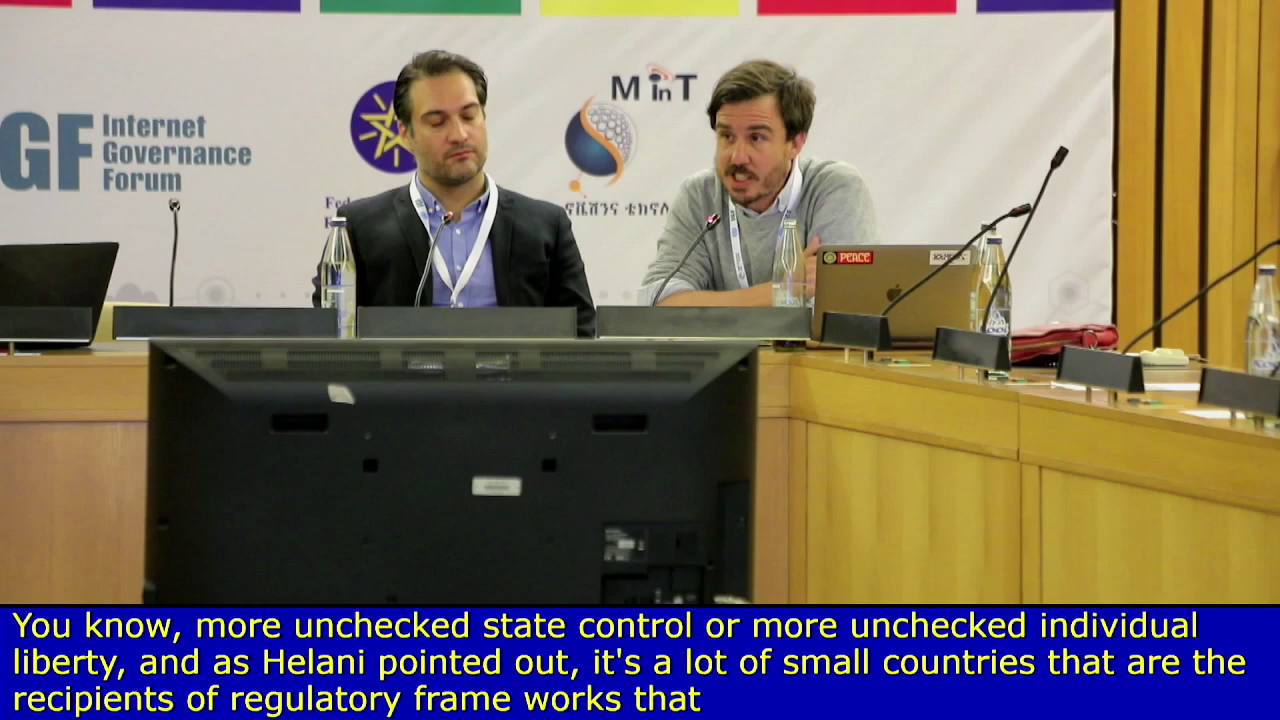 GF Internet
Governance
Forum
M in T
PEACE
You know, more unchecked state control or more unchecked individual
liberty, and as Helani pointed out, it's a lot of small countries that are the
recipients of regulatory frame works that